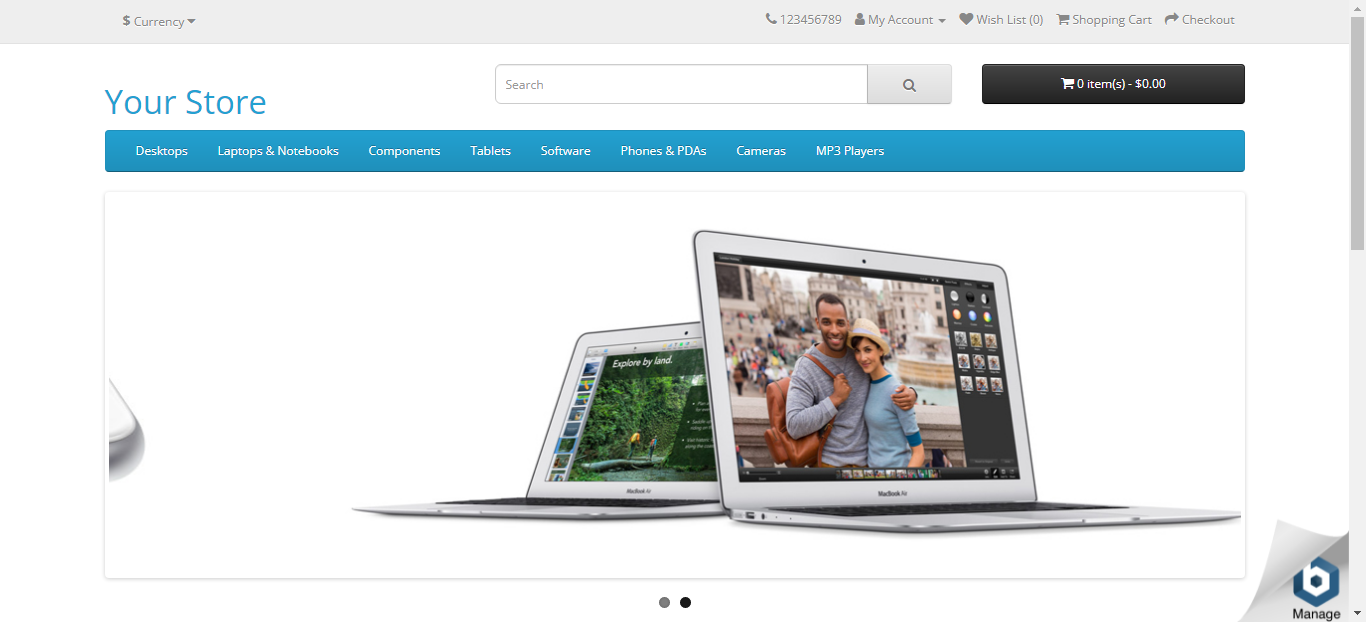 $ Currency
123456789 My Account Wish List (0) Shopping Cart Checkout
Your Store
Search
0 item(s) - $0.00
Desktops Laptops & Notebooks Components Tablets Software Phones & PDAs Cameras MP3 Players
Explore by land.
MacBook Air
MacBook Air
Manage